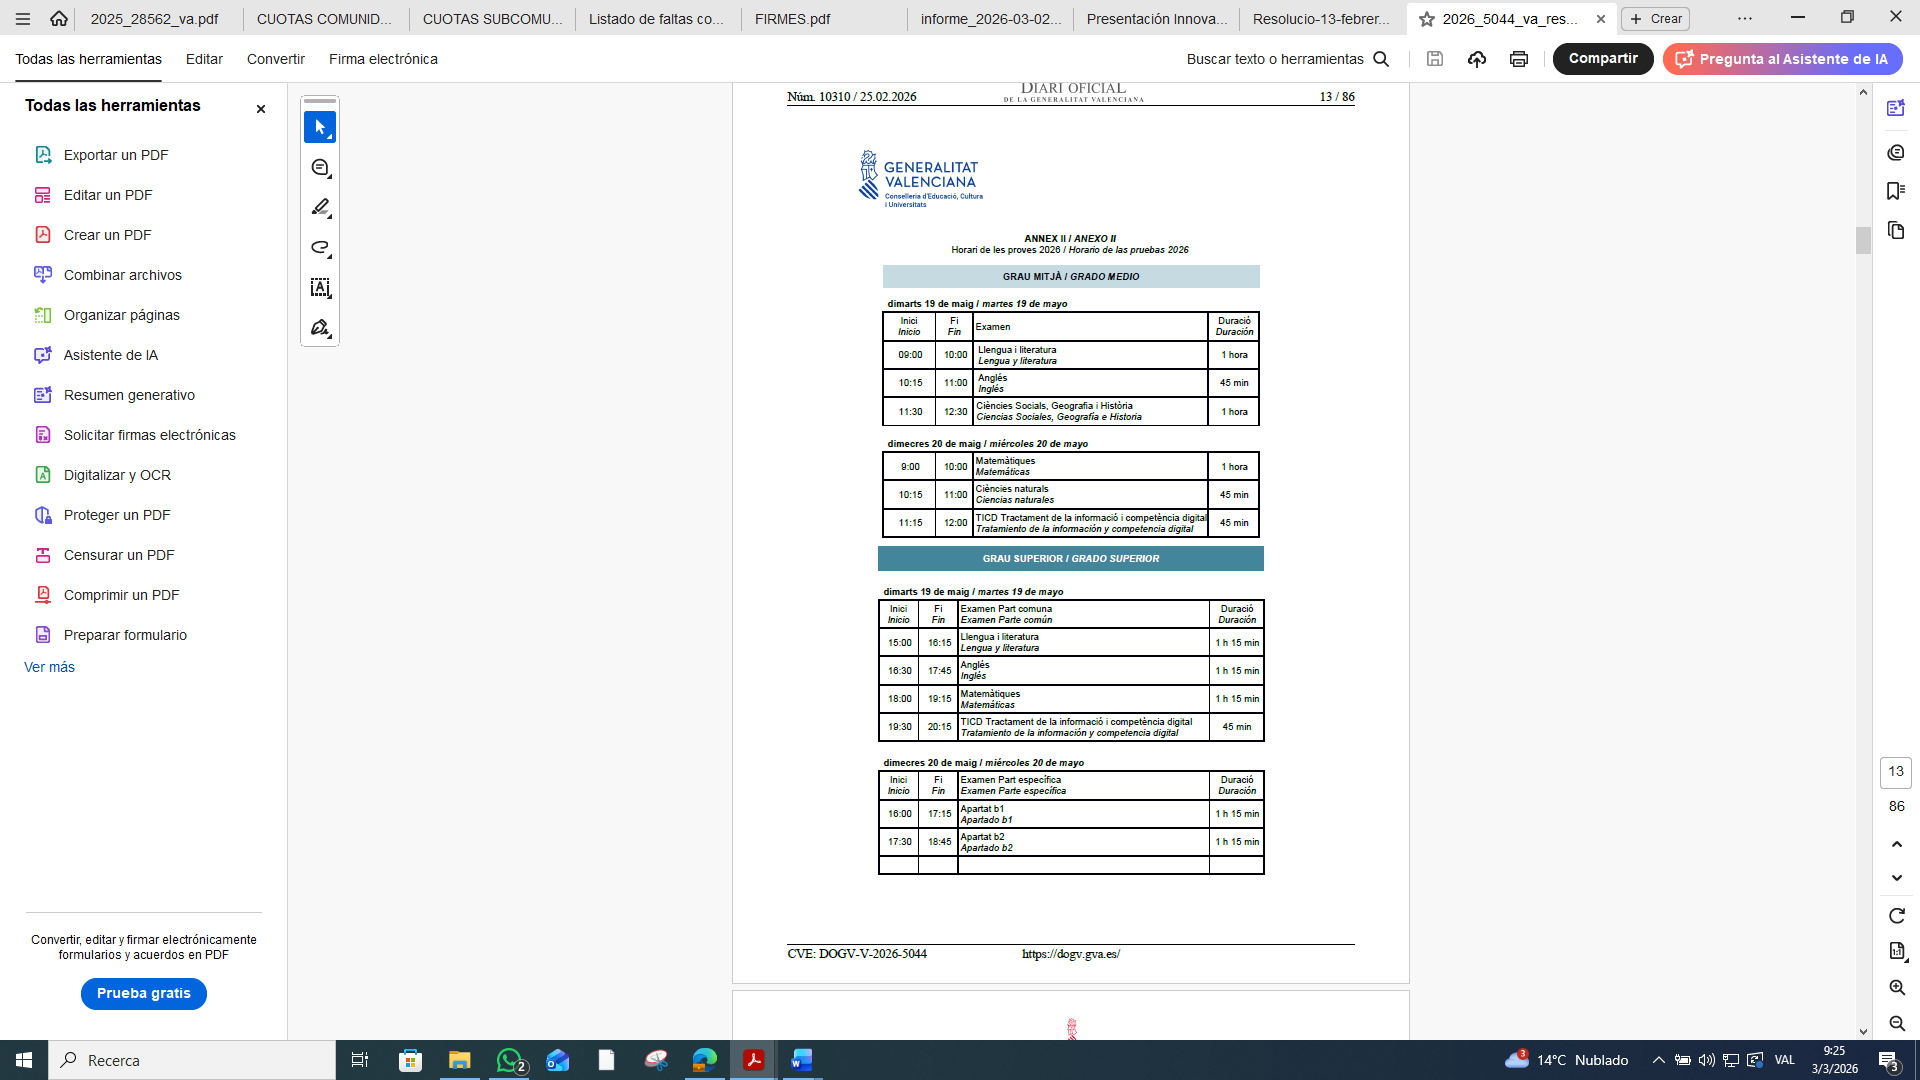 2025_28562_va.pdf
CUOTAS COMUNID...
CUOTAS SUBCOMU...
Listado de faltas co...
FIRMES.pdf
informe_2026-03-02...
Presentación Innova...
Resolucio-13-febrer...
2026_5044_va_res...
Crear
Todas las herramientas
Editar
Convertir
Firma electrónica
Buscar texto o herramientas
Compartir
Pregunta al Asistente de IA
Todas las herramientas
Exportar un PDF
Editar un PDF
Crear un PDF
Combinar archivos
Organizar páginas
Asistente de IA
Resumen generativo
Solicitar firmas electrónicas
Digitalizar y OCR
Proteger un PDF
Censurar un PDF
Comprimir un PDF
Preparar formulario
Ver más
Convertir, editar y firmar electrónicamente
formularios y acuerdos en PDF
Prueba gratis
Núm. 10310 / 25.02.2026
DIARI OFICIAL
DE LA GENERALITAT VALENCIANA
13 / 86
GENERALITAT
VALENCIANA
Conselleria d'Educació, Cultura
i Universitats
ANNEX II / ANEXO II
Horari de les proves 2026 / Horario de las pruebas 2026
GRAU MITJÀ / GRADO MEDIO
dimarts 19 de maig / martes 19 de mayo
Inici Fi Examen Duració
Inicio Fin Duración
09:00 10:00 Llengua i literatura 1 hora
Lengua y literatura
10:15 11:00 Anglés 45 min
Inglés
11:30 12:30 Ciències Socials, Geografia i Història 1 hora
Ciencias Sociales, Geografía e Historia
dimecres 20 de maig / miércoles 20 de mayo
9:00 10:00 Matemàtiques 1 hora
Matemáticas
10:15 11:00 Ciències naturals 45 min
Ciencias naturales
11:15 12:00 TICD Tractament de la informació i competència digital 45 min
Tratamiento de la información y competencia digital
GRAU SUPERIOR / GRADO SUPERIOR
dimarts 19 de maig / martes 19 de mayo
Inici Fi Examen Part comuna Duració
Inicio Fin Examen Parte común Duración
15:00 16:15 Llengua i literatura 1 h 15 min
Lengua y literatura
16:30 17:45 Anglés 1 h 15 min
Inglés
18:00 19:15 Matemàtiques 1 h 15 min
Matemáticas
19:30 20:15 TICD Tractament de la informació i competència digital 45 min
Tratamiento de la información y competencia digital
dimecres 20 de maig / miércoles 20 de mayo
Inici Fi Examen Part específica Duració
Inicio Fin Examen Parte específica Duración
16:00 17:15 Apartat b1 1 h 15 min
Apartado b1
17:30 18:45 Apartat b2 1 h 15 min
Apartado b2
CVE: DOGV-V-2026-5044
https://dogv.gva.es/
13
86
Recerca
2
3
14°C Nublado
VAL
9:25
3/3/2026
3